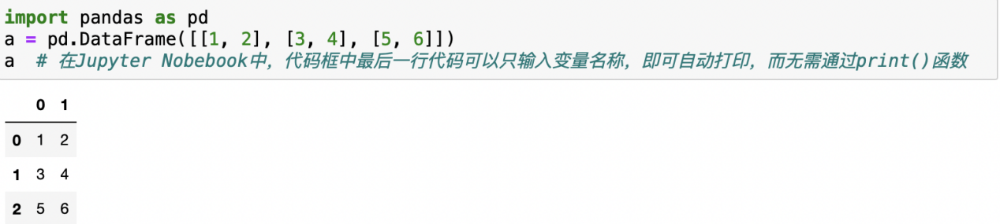 import pandas as pd
a = pd.DataFrame([[1, 2], [3, 4], [5, 6]])
a  # 在Jupyter Nobebook中，代码框中最后一行代码可以只输入变量名称，即可自动打印，而无需通过print()函数
0 1
0 1 2
1 3 4
2 5 6